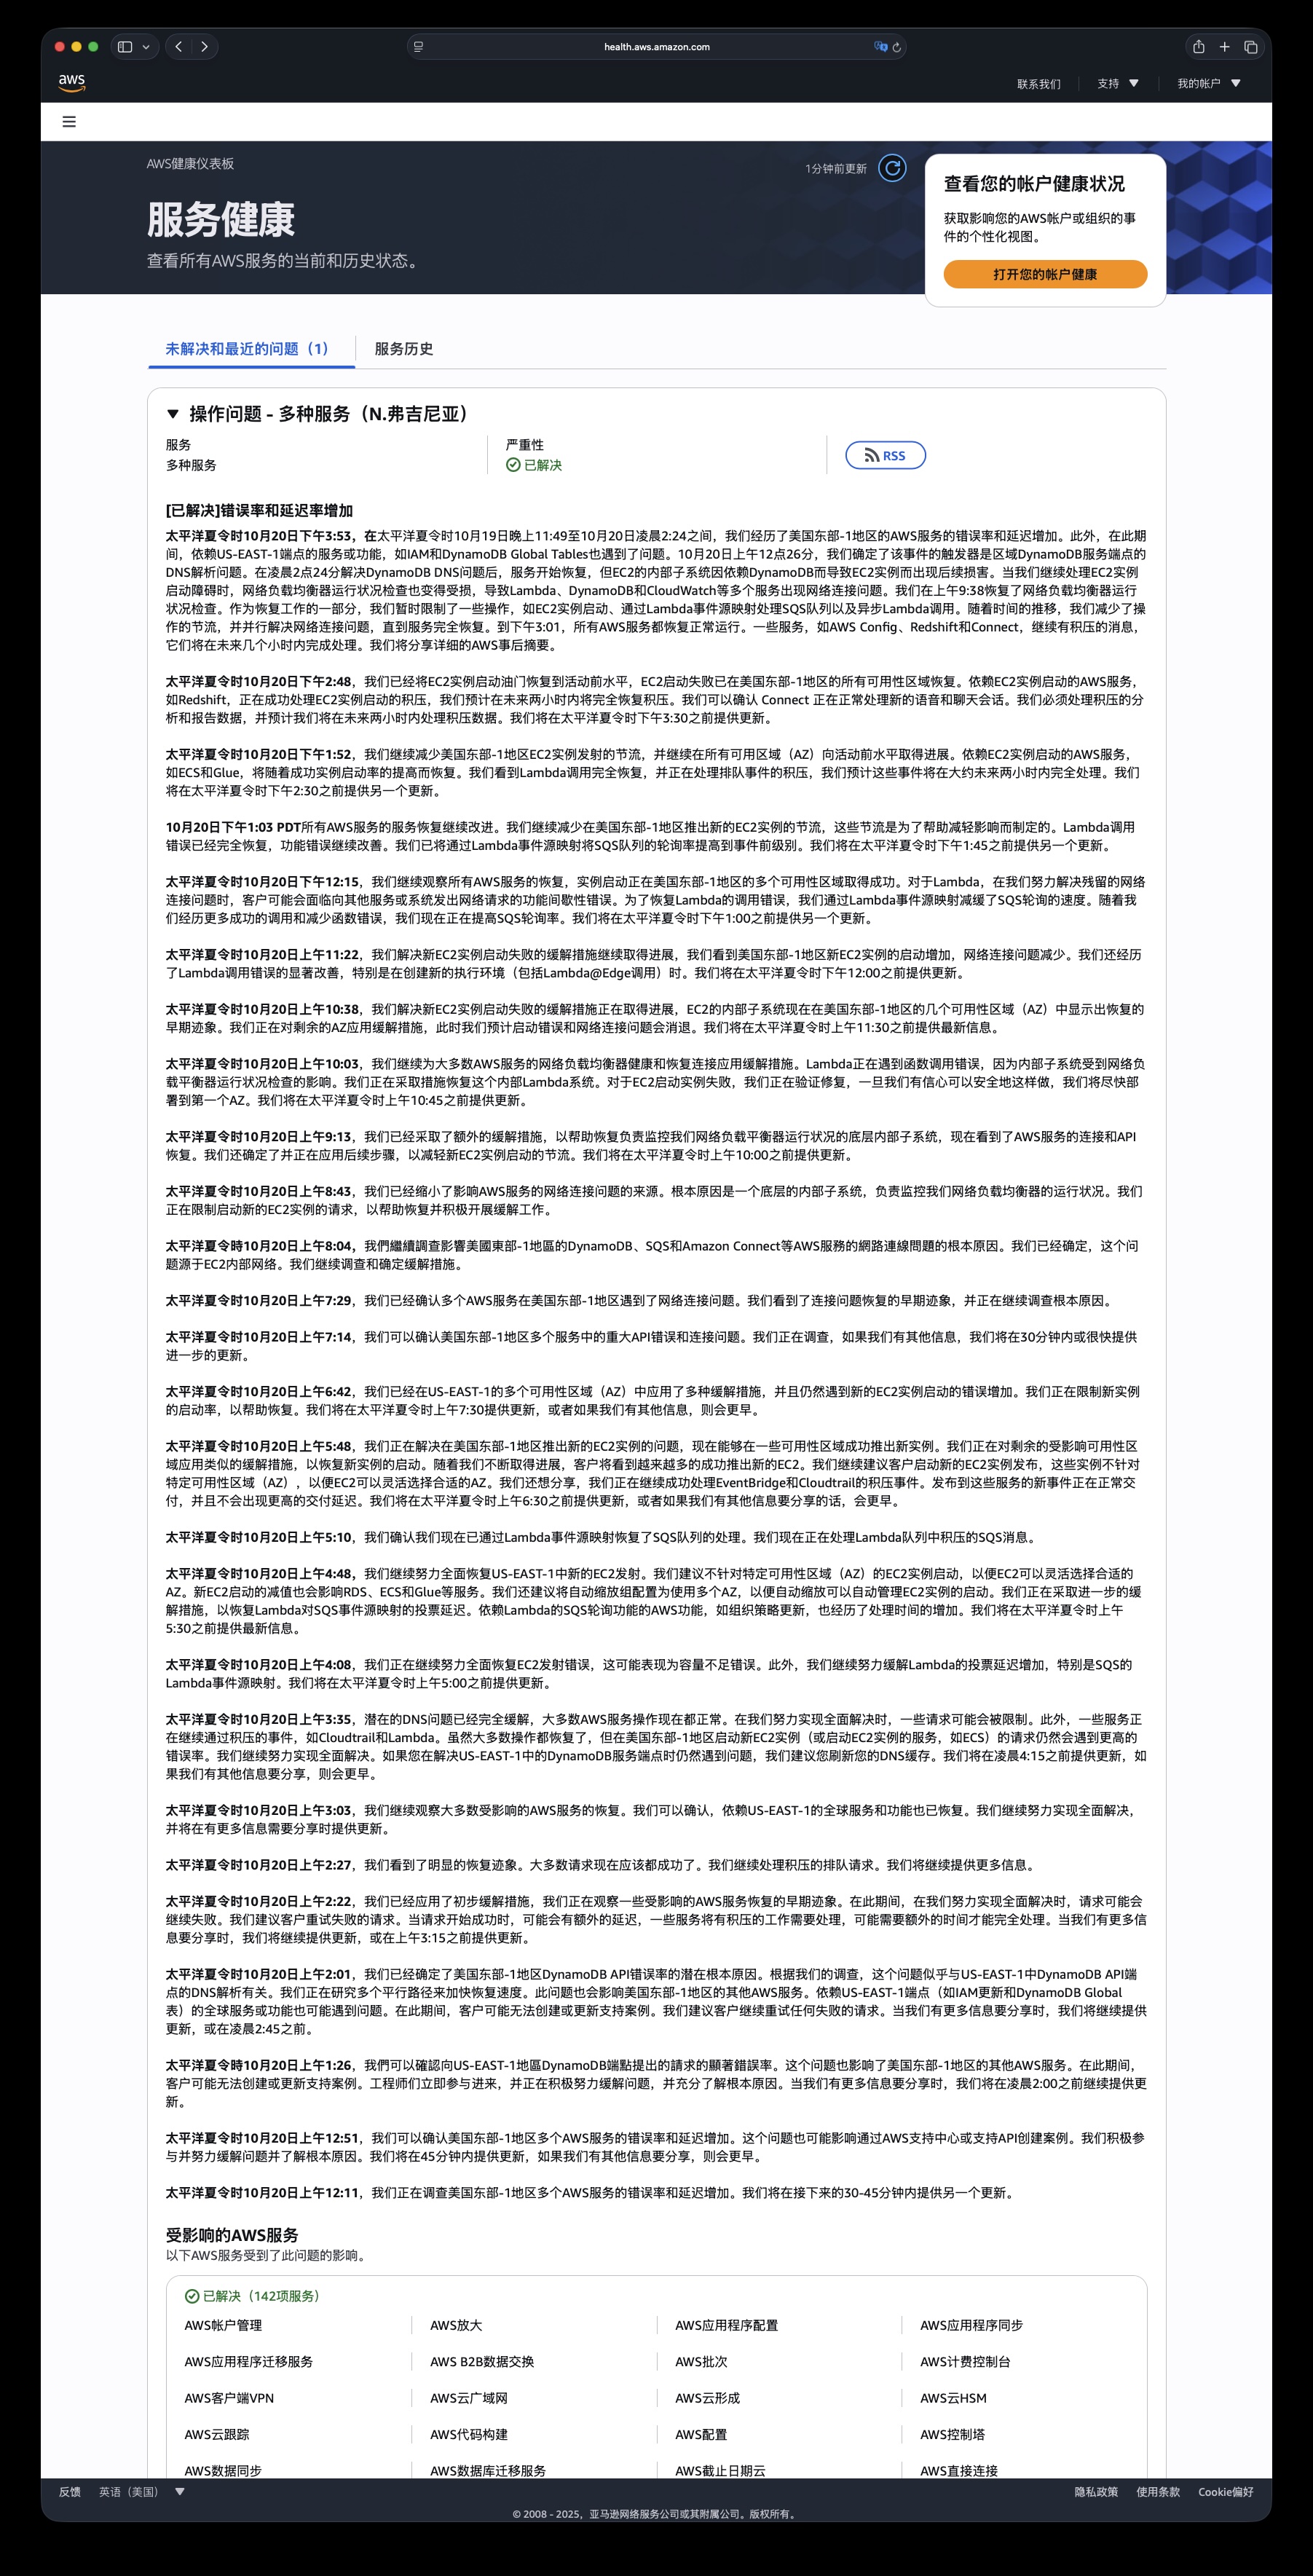 health.aws.amazon.com
aws
联系我们
支持
我的帐户
AWS健康仪表板
1分钟前更新
服务健康
查看所有AWS服务的当前和历史状态。
查看您的帐户健康状况
获取影响您的AWS帐户或组织的事
件的个性化视图。
打开您的帐户健康
未解决和最近的问题（1）
服务历史
操作问题 - 多种服务（N.弗吉尼亚）
服务
多种服务
严重性
已解决
RSS
[已解决]错误率和延迟率增加
太平洋夏令时10月20日下午3:53，在太平洋夏令时10月19日晚上11:49至10月20日凌晨2:24之间，我们经历了美国东部-1地区的AWS服务的错误率和延迟增加。此外，在此期
间，依赖US-EAST-1端点的服务或功能，如IAM和DynamoDB Global Tables也遇到了问题。10月20日上午12点26分，我们确定了该事件的触发器是区域DynamoDB服务端点的
DNS解析问题。在凌晨2点24分解决DynamoDB DNS问题后，服务开始恢复，但EC2的内部子系统因依赖DynamoDB而导致EC2实例而出现后续损害。当我们继续处理EC2实例
启动障碍时，网络负载均衡器运行状况检查也变得受损，导致Lambda、DynamoDB和CloudWatch等多个服务出现网络连接问题。我们在上午9:38恢复了网络负载均衡器运行
状况检查。作为恢复工作的一部分，我们暂时限制了一些操作，如EC2实例启动、通过Lambda事件源映射处理SQS队列以及异步Lambda调用。随着时间的推移，我们减少了操
作的节流，并并行解决网络连接问题，直到服务完全恢复。到下午3:01，所有AWS服务都恢复正常运行。一些服务，如AWS Config、Redshift和Connect，继续有积压的消息，
它们将在未来几个小时内完成处理。我们将分享详细的AWS事后摘要。
太平洋夏令时10月20日下午2:48，我们已经将EC2实例启动油门恢复到活动前水平，EC2启动失败已在美国东部-1地区的所有可用性区域恢复。依赖EC2实例启动的AWS服务，
如Redshift，正在成功处理EC2实例启动的积压，我们预计在未来两小时内将完全恢复积压。我们可以确认 Connect 正在正常处理新的语音和聊天会话。我们必须处理积压的分
析和报告数据，并预计我们将在未来两小时内处理积压数据。我们将在太平洋夏令时下午3:30之前提供更新。
太平洋夏令时10月20日下午1:52，我们继续减少美国东部-1地区EC2实例发射的节流，并继续在所有可用区域（AZ）向活动前水平取得进展。依赖EC2实例启动的AWS服务，
如ECS和Glue，将随着成功实例启动率的提高而恢复。我们看到Lambda调用完全恢复，并正在处理排队事件的积压，我们预计这些事件将在大约未来两小时内完全处理。我们
将在太平洋夏令时下午2:30之前提供另一个更新。
10月20日下午1:03 PDT所有AWS服务的服务恢复继续改进。我们继续减少在美国东部-1地区推出新的EC2实例的节流，这些节流是为了帮助减轻影响而制定的。Lambda调用
错误已经完全恢复，功能错误继续改善。我们已将通过Lambda事件源映射将SQS队列的轮询率提高到事件前级别。我们将在太平洋夏令时下午1:45之前提供另一个更新。
太平洋夏令时10月20日下午12:15，我们继续观察所有AWS服务的恢复，实例启动正在美国东部-1地区的多个可用性区域取得成功。对于Lambda，在我们努力解决残留的网络
连接问题时，客户可能会面临向其他服务或系统发出网络请求的功能间歇性错误。为了恢复Lambda的调用错误，我们通过Lambda事件源映射减缓了SQS轮询的速度。随着我
们经历更多成功的调用和减少函数错误，我们现在正在提高SQS轮询率。我们将在太平洋夏令时下午1:00之前提供另一个更新。
太平洋夏令时10月20日上午11:22，我们解决新EC2实例启动失败的缓解措施继续取得进展，我们看到美国东部-1地区新EC2实例的启动增加，网络连接问题减少。我们还经历
了Lambda调用错误的显著改善，特别是在创建新的执行环境（包括Lambda@Edge调用）时。我们将在太平洋夏令时下午12:00之前提供更新。
太平洋夏令时10月20日上午10:38，我们解决新EC2实例启动失败的缓解措施正在取得进展，EC2的内部子系统现在在美国东部-1地区的几个可用性区域（AZ）中显示出恢复的
早期迹象。我们正在对剩余的AZ应用缓解措施，此时我们预计启动错误和网络连接问题会消退。我们将在太平洋夏令时上午11:30之前提供最新信息。
太平洋夏令时10月20日上午10:03，我们继续为大多数AWS服务的网络负载均衡器健康和恢复连接应用缓解措施。Lambda正在遇到函数调用错误，因为内部子系统受到网络负
载平衡器运行状况检查的影响。我们正在采取措施恢复这个内部Lambda系统。对于EC2启动实例失败，我们正在验证修复，一旦我们有信心可以安全地这样做，我们将尽快部
署到第一个AZ。我们将在太平洋夏令时上午10:45之前提供更新。
太平洋夏令时10月20日上午9:13，我们已经采取了额外的缓解措施，以帮助恢复负责监控我们网络负载平衡器运行状况的底层内部子系统，现在看到了AWS服务的连接和API
恢复。我们还确定了并正在应用后续步骤，以减轻新EC2实例启动的节流。我们将在太平洋夏令时上午10:00之前提供更新。
太平洋夏令时10月20日上午8:43，我们已经缩小了影响AWS服务的网络连接问题的来源。根本原因是一个底层的内部子系统，负责监控我们网络负载均衡器的运行状况。我们
正在限制启动新的EC2实例的请求，以帮助恢复并积极开展缓解工作。
太平洋夏令時10月20日上午8:04，我們繼續調查影響美國東部-1地區的DynamoDB、SQS和Amazon Connect等AWS服務的網路連線問題的根本原因。我们已经确定，这个问
题源于EC2内部网络。我们继续调查和确定缓解措施。
太平洋夏令时10月20日上午7:29，我们已经确认多个AWS服务在美国东部-1地区遇到了网络连接问题。我们看到了连接问题恢复的早期迹象，并正在继续调查根本原因。
太平洋夏令时10月20日上午7:14，我们可以确认美国东部-1地区多个服务中的重大API错误和连接问题。我们正在调查，如果我们有其他信息，我们将在30分钟内或很快提供
进一步的更新。
太平洋夏令时10月20日上午6:42，我们已经在US-EAST-1的多个可用性区域（AZ）中应用了多种缓解措施，并且仍然遇到新的EC2实例启动的错误增加。我们正在限制新实例
的启动率，以帮助恢复。我们将在太平洋夏令时上午7:30提供更新，或者如果我们有其他信息，则会更早。
太平洋夏令时10月20日上午5:48，我们正在解决在美国东部-1地区推出新的EC2实例的问题，现在能够在一些可用性区域成功推出新实例。我们正在对剩余的受影响可用性区
域应用类似的缓解措施，以恢复新实例的启动。随着我们不断取得进展，客户将看到越来越多的成功推出新的EC2。我们继续建议客户启动新的EC2实例发布，这些实例不针对
特定可用性区域（AZ），以便EC2可以灵活选择合适的AZ。我们还想分享，我们正在继续成功处理EventBridge和Cloudtrail的积压事件。发布到这些服务的新事件正在正常交
付，并且不会出现更高的交付延迟。我们将在太平洋夏令时上午6:30之前提供更新，或者如果我们有其他信息要分享的话，会更早。
太平洋夏令时10月20日上午5:10，我们确认我们现在已通过Lambda事件源映射恢复了SQS队列的处理。我们现在正在处理Lambda队列中积压的SQS消息。
太平洋夏令时10月20日上午4:48，我们继续努力全面恢复US-EAST-1中新的EC2发射。我们建议不针对特定可用性区域（AZ）的EC2实例启动，以便EC2可以灵活选择合适的
AZ。新EC2启动的减值也会影响RDS、ECS和Glue等服务。我们还建议将自动缩放组配置为使用多个AZ，以便自动缩放可以自动管理EC2实例的启动。我们正在采取进一步的缓
解措施，以恢复Lambda对SQS事件源映射的投票延迟。依赖Lambda的SQS轮询功能的AWS功能，如组织策略更新，也经历了处理时间的增加。我们将在太平洋夏令时上午
5:30之前提供最新信息。
太平洋夏令时10月20日上午4:08，我们正在继续努力全面恢复EC2发射错误，这可能表现为容量不足错误。此外，我们继续努力缓解Lambda的投票延迟增加，特别是SQS的
Lambda事件源映射。我们将在太平洋夏令时上午5:00之前提供更新。
太平洋夏令时10月20日上午3:35，潜在的DNS问题已经完全缓解，大多数AWS服务操作现在都正常。在我们努力实现全面解决时，一些请求可能会被限制。此外，一些服务正
在继续通过积压的事件，如Cloudtrail和Lambda。虽然大多数操作都恢复了，但在美国东部-1地区启动新EC2实例（或启动EC2实例的服务，如ECS）的请求仍然会遇到更高的
错误率。我们继续努力实现全面解决。如果您在解决US-EAST-1中的DynamoDB服务端点时仍然遇到问题，我们建议您刷新您的DNS缓存。我们将在凌晨4:15之前提供更新，如
果我们有其他信息要分享，则会更早。
太平洋夏令时10月20日上午3:03，我们继续观察大多数受影响的AWS服务的恢复。我们可以确认，依赖US-EAST-1的全球服务和功能也已恢复。我们继续努力实现全面解决，
并将在有更多信息需要分享时提供更新。
太平洋夏令时10月20日上午2:27，我们看到了明显的恢复迹象。大多数请求现在应该都成功了。我们继续处理积压的排队请求。我们将继续提供更多信息。
太平洋夏令时10月20日上午2:22，我们已经应用了初步缓解措施，我们正在观察一些受影响的AWS服务恢复的早期迹象。在此期间，在我们努力实现全面解决时，请求可能会
继续失败。我们建议客户重试失败的请求。当请求开始成功时，可能会有额外的延迟，一些服务将有积压的工作需要处理，可能需要额外的时间才能完全处理。当我们有更多信
息要分享时，我们将继续提供更新，或在上午3:15之前提供更新。
太平洋夏令时10月20日上午2:01，我们已经确定了美国东部-1地区DynamoDB API错误率的潜在根本原因。根据我们的调查，这个问题似乎与US-EAST-1中DynamoDB API端
点的DNS解析有关。我们正在研究多个平行路径来加快恢复速度。此问题也会影响美国东部-1地区的其他AWS服务。依赖US-EAST-1端点（如IAM更新和DynamoDB Global
表）的全球服务或功能也可能遇到问题。在此期间，客户可能无法创建或更新支持案例。我们建议客户继续重试任何失败的请求。当我们有更多信息要分享时，我们将继续提供
更新，或在凌晨2:45之前。
太平洋夏令時10月20日上午1:26，我們可以確認向US-EAST-1地區DynamoDB端點提出的請求的顯著錯誤率。这个问题也影响了美国东部-1地区的其他AWS服务。在此期间，
客户可能无法创建或更新支持案例。工程师们立即参与进来，并正在积极努力缓解问题，并充分了解根本原因。当我们有更多信息要分享时，我们将在凌晨2:00之前继续提供更
新。
太平洋夏令时10月20日上午12:51，我们可以确认美国东部-1地区多个AWS服务的错误率和延迟增加。这个问题也可能影响通过AWS支持中心或支持API创建案例。我们积极参
与并努力缓解问题并了解根本原因。我们将在45分钟内提供更新，如果我们有其他信息要分享，则会更早。
太平洋夏令时10月20日上午12:11，我们正在调查美国东部-1地区多个AWS服务的错误率和延迟增加。我们将在接下来的30-45分钟内提供另一个更新。
受影响的AWS服务
以下AWS服务受到了此问题的影响。
已解决（142项服务）
AWS帐户管理
AWS放大
AWS应用程序配置
AWS应用程序同步
AWS应用程序迁移服务
AWS B2B数据交换
AWS批次
AWS计费控制台
AWS客户端VPN
AWS云广域网
AWS云形成
AWS云HSM
AWS云跟踪
AWS代码构建
AWS配置
AWS控制塔
AWS数据同步
AWS数据库迁移服务
AWS截止日期云
AWS直接连接
反馈
英语（美国）
隐私政策
使用条款
Cookie偏好
© 2008 - 2025，亚马逊网络服务公司或其附属公司。版权所有。